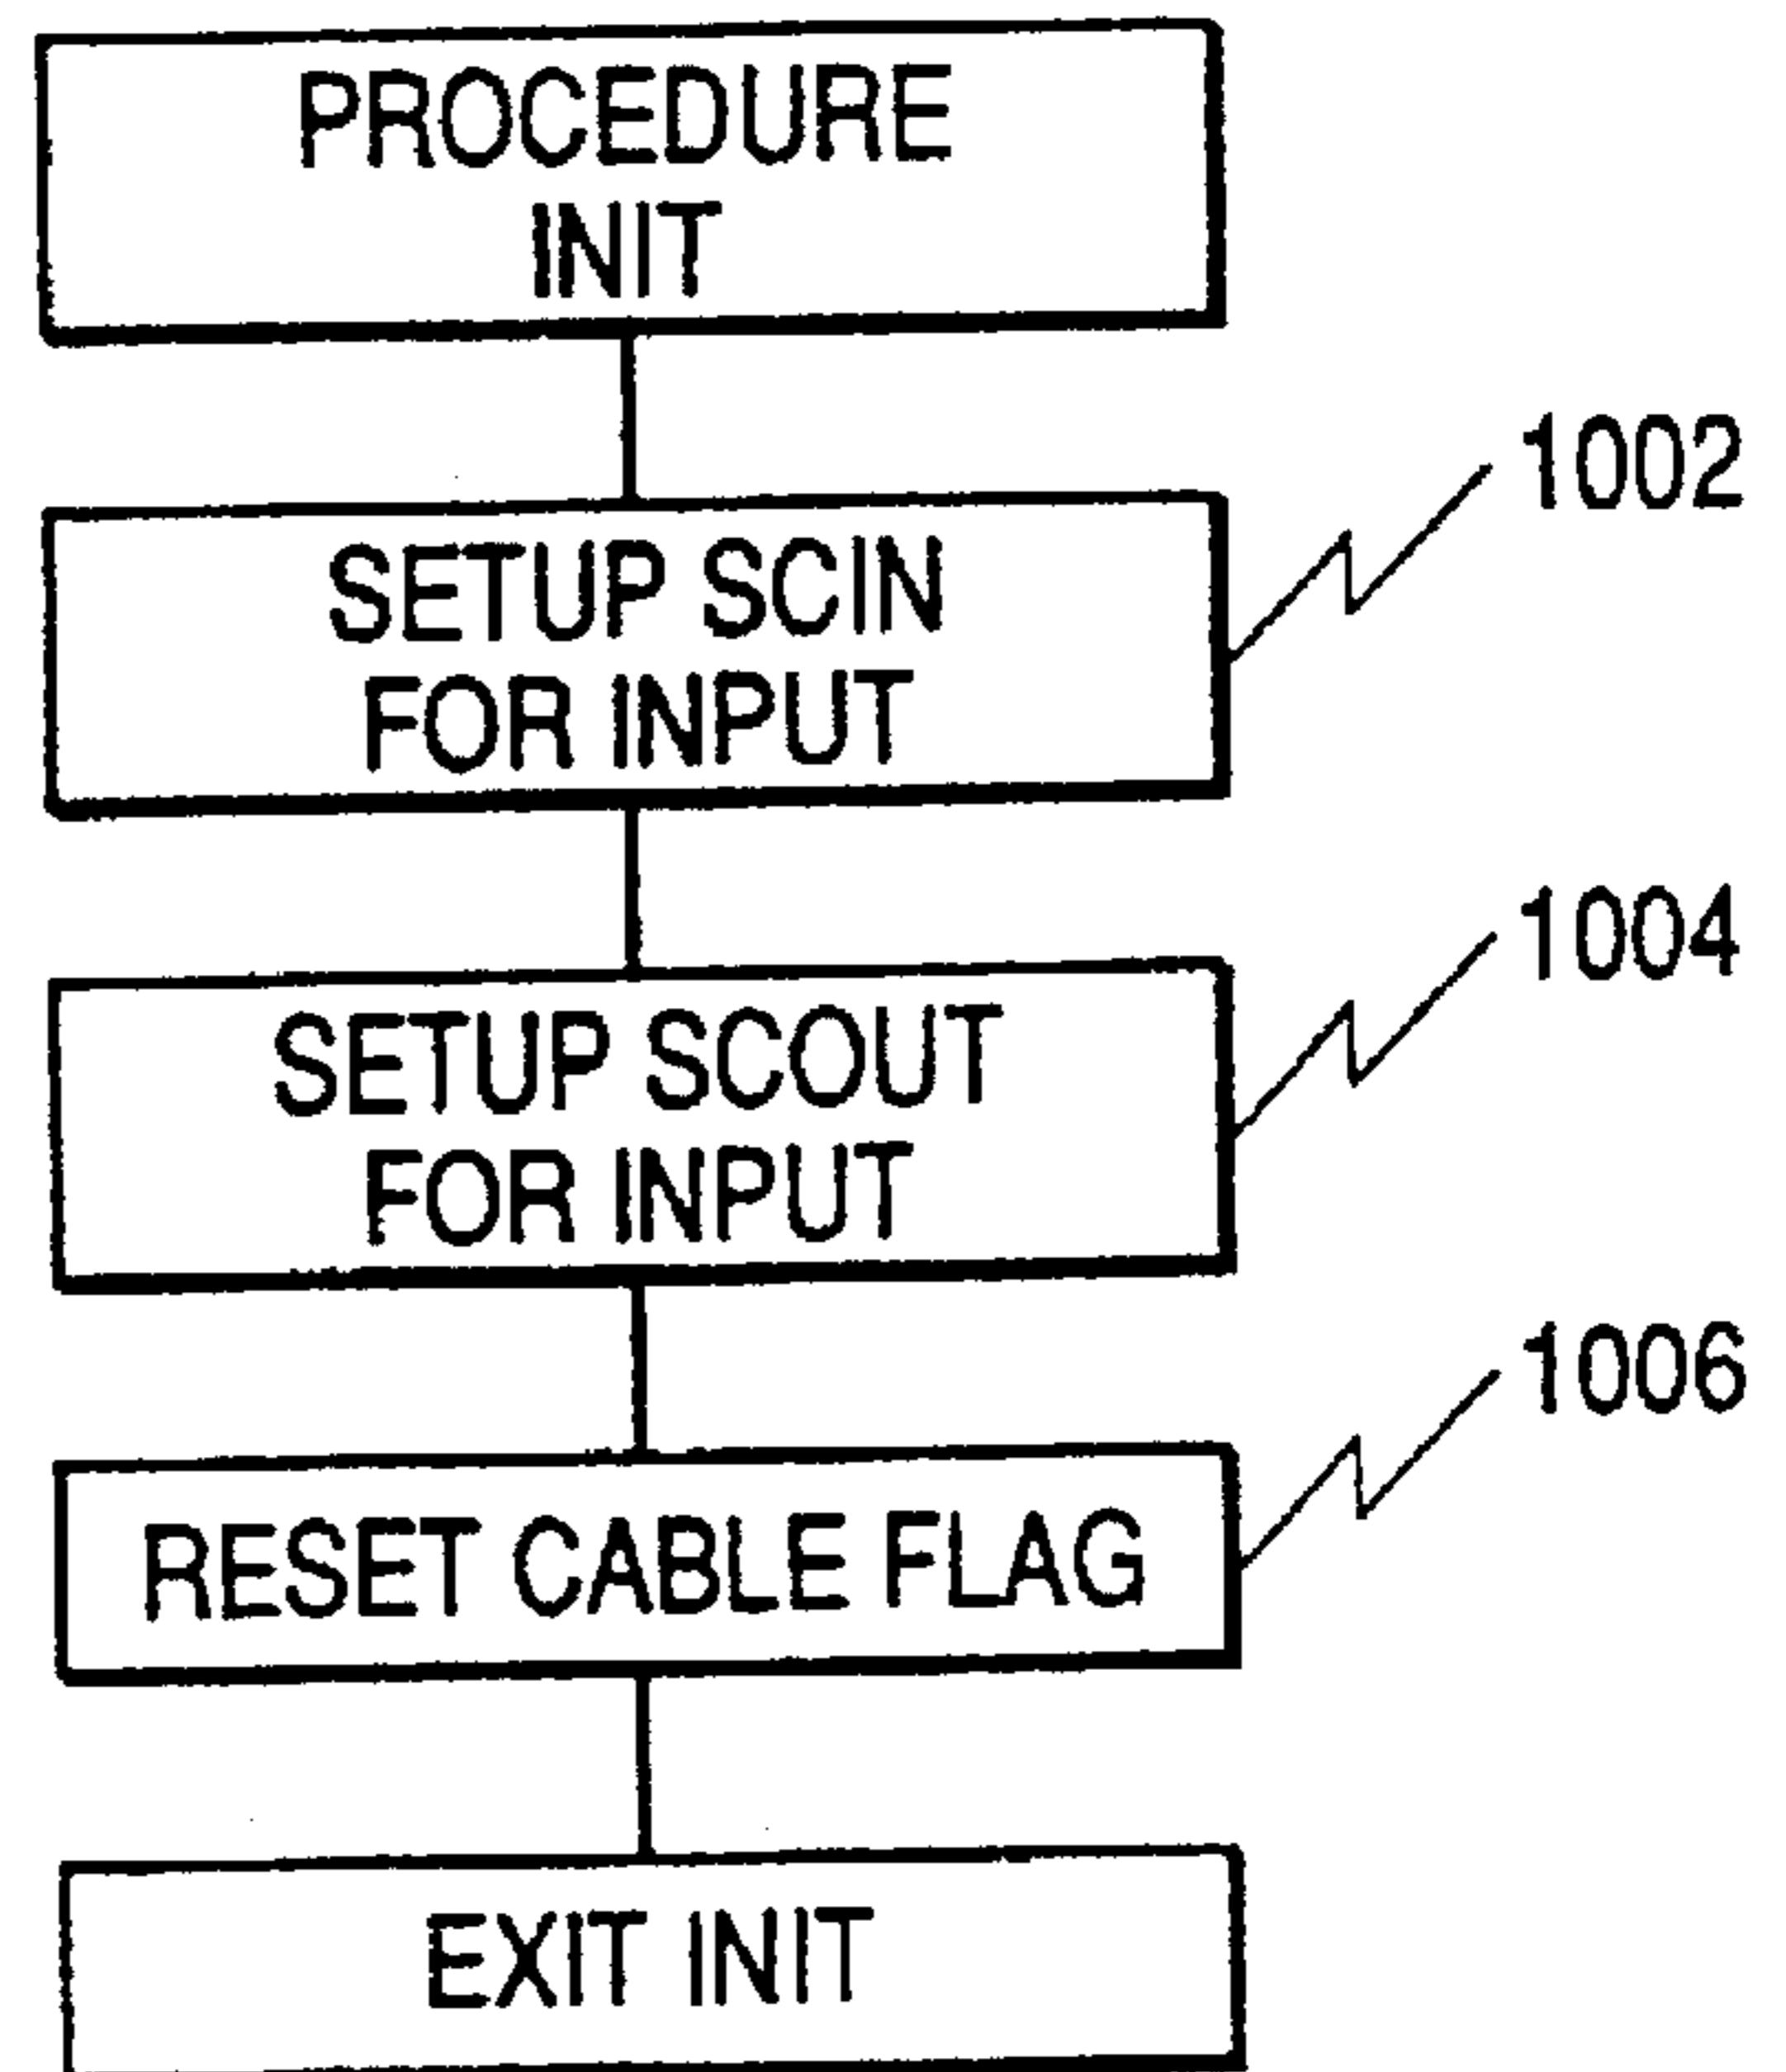 PROCEDURE
INIT
1002
SETUP SCIN
FOR INPUT
1004
SETUP SCOUT
FOR INPUT
1006
RESET CABLE FLAG
EXIT INIT